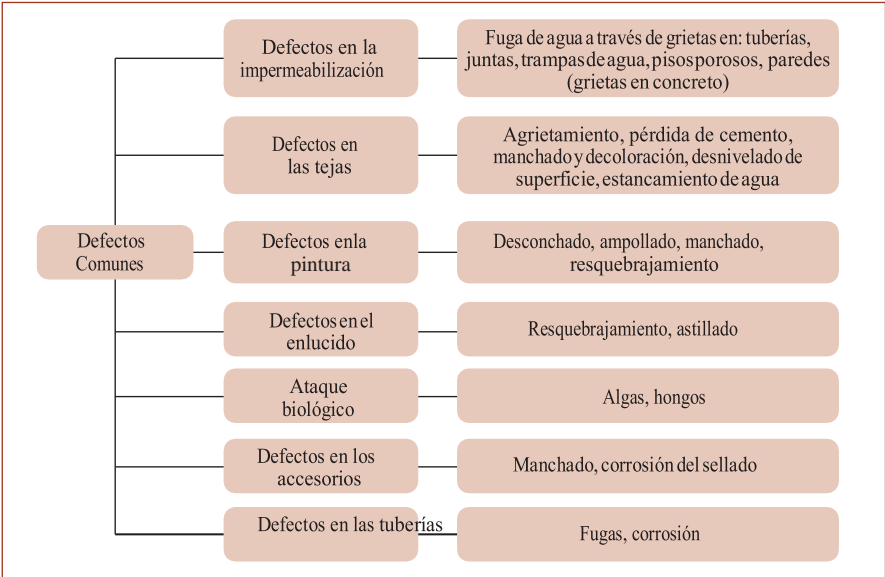 Defectos en la
impermeabilización
Fuga de agua a través de grietas en: tuberías,
juntas, trampas de agua, pisos porosos, paredes
(grietas en concreto)
Defectos en
las tejas
Agrietamiento, pérdida de cemento,
manchado y decoloración, desnivelado de
superficie, estancamiento de agua
Defectos
Comunes
Defectos enla
pintura
Desconchado, ampollado, manchado,
resquebrajamiento
Defectos en el
enlucido
Resquebrajamiento, astillado
Ataque
biológico
Algas, hongos
Defectos en los
accesorios
Manchado, corrosión del sellado
Defectos en las tuberías
Fugas, corrosión